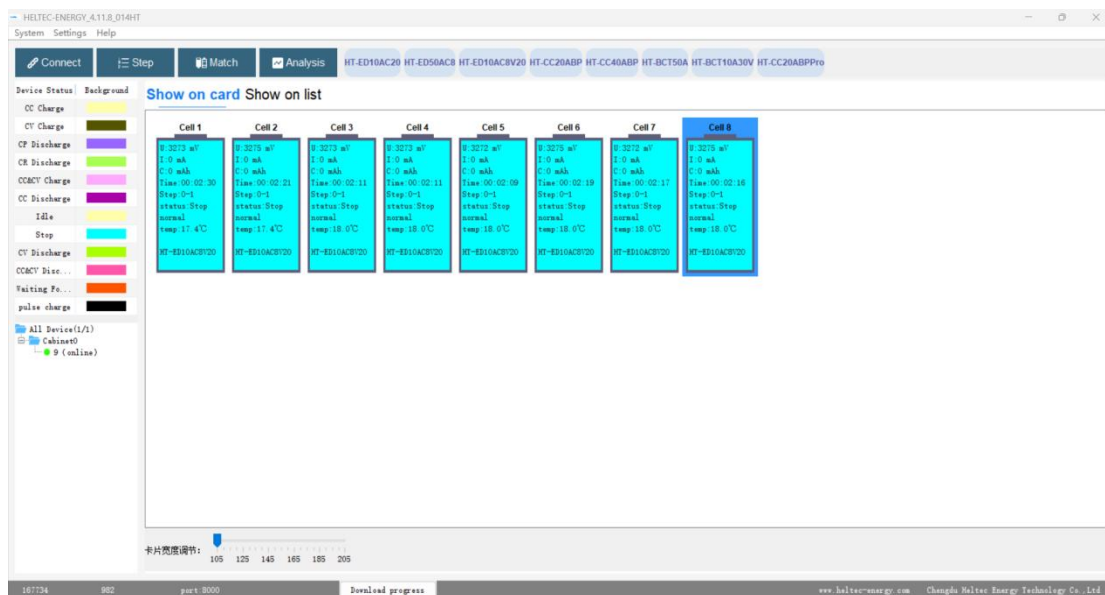 HELTEC-ENERGY_4.11.8_014HT
System Settings Help
Connect Step Match Analysis HT-ED10AC20 HT-ED50AC8 HT-ED10AC8V20 HT-CC20ABP HT-CC40ABP HT-BCT50A HT-BCT10A30V HT-CC20ABPPro
Device Status Background
CC Charge
CV Charge
CP Discharge
CR Discharge
CC&CV Charge
CC Discharge
Idle
Stop
CV Discharge
CC&CV Disc...
Waiting Fo...
pulse charge
All Device(1/1)
Cabinet0
9 (online)
Show on card Show on list
Cell 1 Cell 2 Cell 3 Cell 4 Cell 5 Cell 6 Cell 7 Cell 8
U:3273 mV U:3275 mV U:3273 mV U:3273 mV U:3272 mV U:3275 mV U:3272 mV U:3275 mV
I:0 mA I:0 mA I:0 mA I:0 mA I:0 mA I:0 mA I:0 mA I:0 mA
C:0 mAh C:0 mAh C:0 mAh C:0 mAh C:0 mAh C:0 mAh C:0 mAh C:0 mAh
Time:00:02:30 Time:00:02:21 Time:00:02:11 Time:00:02:11 Time:00:02:09 Time:00:02:19 Time:00:02:17 Time:00:02:16
Step:0-1 Step:0-1 Step:0-1 Step:0-1 Step:0-1 Step:0-1 Step:0-1 Step:0-1
status:Stop status:Stop status:Stop status:Stop status:Stop status:Stop status:Stop status:Stop
normal normal normal normal normal normal normal normal
temp:17.4℃ temp:17.4℃ temp:18.0℃ temp:18.0℃ temp:18.0℃ temp:18.0℃ temp:18.0℃ temp:18.0℃
HT-ED10AC8V20 HT-ED10AC8V20 HT-ED10AC8V20 HT-ED10AC8V20 HT-ED10AC8V20 HT-ED10AC8V20 HT-ED10AC8V20 HT-ED10AC8V20
卡片宽度调节:
105 125 145 165 185 205
167734 982 port:8000 Download progress www.heltec-energy.com Chengdu Heltec Energy Technology Co.,Ltd